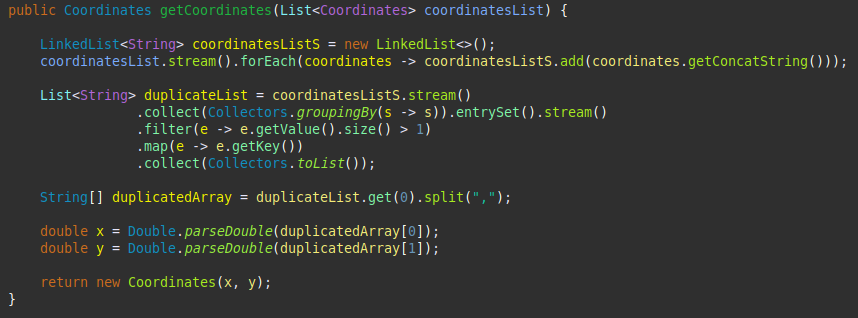 public Coordinates getCoordinates(List<Coordinates> coordinatesList) {
LinkedList<String> coordinatesListS = new LinkedList<>();
coordinatesList.stream().forEach(coordinates -> coordinatesListS.add(coordinates.getConcatString()));
List<String> duplicateList = coordinatesListS.stream()
.collect(Collectors.groupingBy(s -> s)).entrySet().stream()
.filter(e -> e.getValue().size() > 1)
.map(e -> e.getKey())
.collect(Collectors.toList());
String[] duplicatedArray = duplicateList.get(0).split(",");
double x = Double.parseDouble(duplicatedArray[0]);
double y = Double.parseDouble(duplicatedArray[1]);
return new Coordinates(x, y);
}